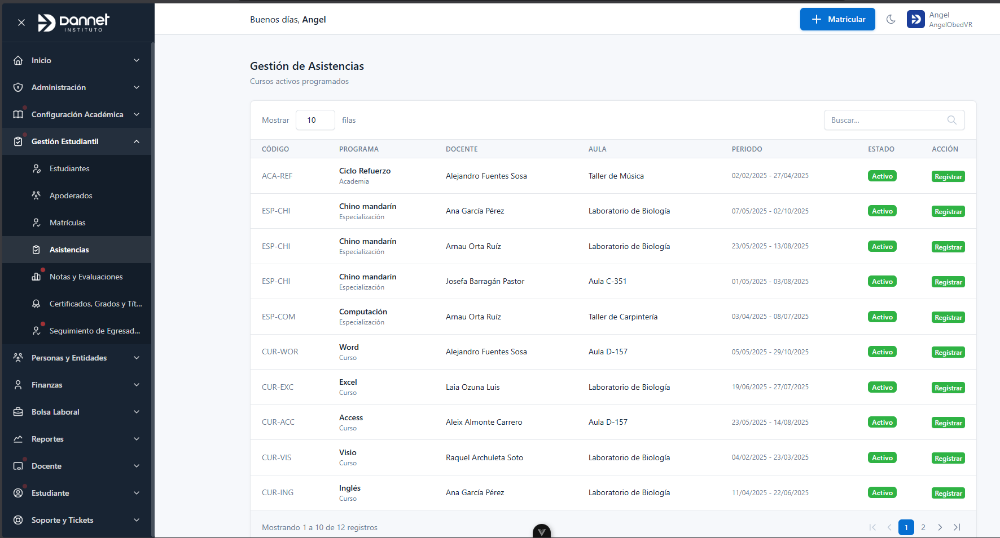 Dannet
INSTITUTO
Buenos días, Angel
Matricular
Angel
AngelObedVR
Inicio
Administración
Configuración Académica
Gestión Estudiantil
Estudiantes
Apoderados
Matrículas
Asistencias
Notas y Evaluaciones
Certificados, Grados y Tít...
Seguimiento de Egresad...
Personas y Entidades
Finanzas
Bolsa Laboral
Reportes
Docente
Estudiante
Soporte y Tickets
Gestión de Asistencias
Cursos activos programados
Mostrar 10 filas
Buscar...
CÓDIGO PROGRAMA DOCENTE AULA PERIODO ESTADO ACCIÓN
ACA-REF Ciclo Refuerzo Alejandro Fuentes Sosa Taller de Música 02/02/2025 - 27/04/2025 Activo Registrar
Academia
ESP-CHI Chino mandarín Ana García Pérez Laboratorio de Biología 07/05/2025 - 02/10/2025 Activo Registrar
Especialización
ESP-CHI Chino mandarín Arnau Orta Ruíz Laboratorio de Biología 23/05/2025 - 13/08/2025 Activo Registrar
Especialización
ESP-CHI Chino mandarín Josefa Barragán Pastor Aula C-351 01/05/2025 - 03/08/2025 Activo Registrar
Especialización
ESP-COM Computación Arnau Orta Ruíz Taller de Carpintería 03/04/2025 - 08/07/2025 Activo Registrar
Especialización
CUR-WOR Word Alejandro Fuentes Sosa Aula D-157 05/05/2025 - 29/10/2025 Activo Registrar
Curso
CUR-EXC Excel Laia Ozuna Luis Laboratorio de Biología 19/06/2025 - 27/07/2025 Activo Registrar
Curso
CUR-ACC Access Aleix Almonte Carrero Aula D-157 23/05/2025 - 14/08/2025 Activo Registrar
Curso
CUR-VIS Visio Raquel Archuleta Soto Laboratorio de Biología 04/02/2025 - 23/03/2025 Activo Registrar
Curso
CUR-ING Inglés Ana García Pérez Laboratorio de Biología 11/04/2025 - 22/06/2025 Activo Registrar
Curso
Mostrando 1 a 10 de 12 registros
1 2